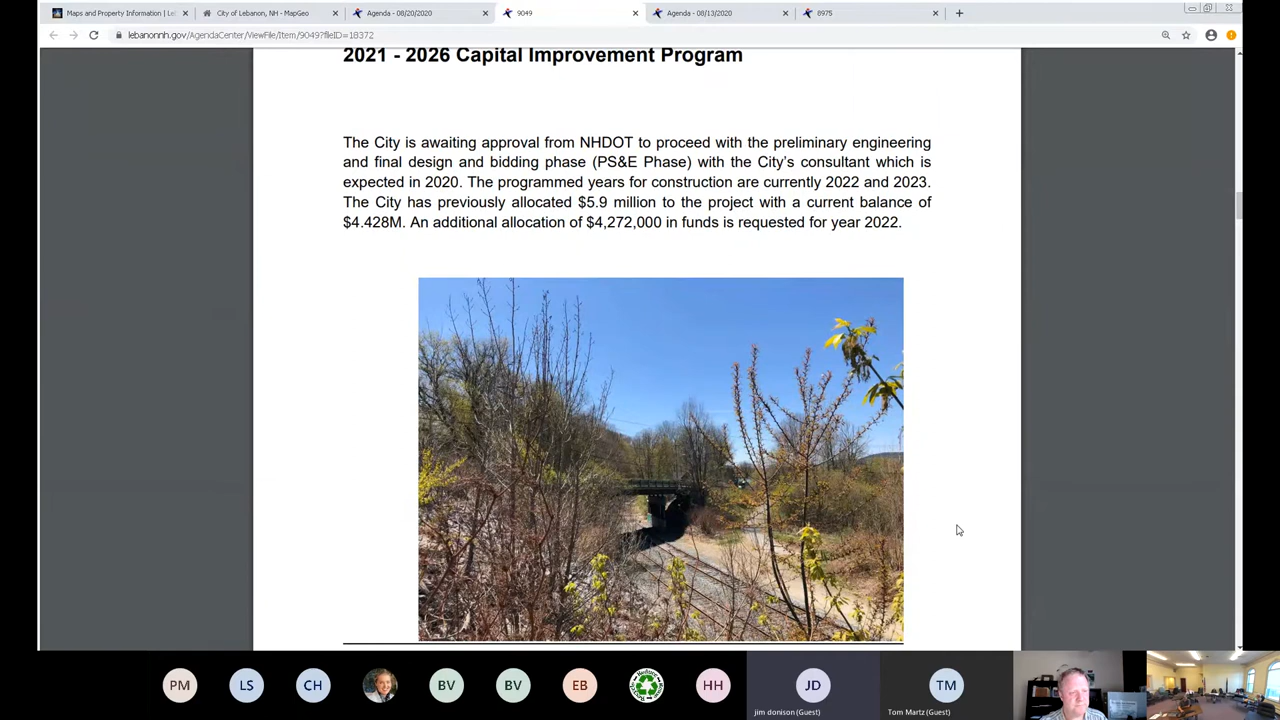 Maps and Property Information | Le
City of Lebanon, NH - MapGeo
Agenda - 08/20/2020
9049
Agenda - 08/13/2020
8975
lebanonnh.gov/AgendaCenter/ViewFile/Item/9049?fileID=18372
2021 - 2026 Capital Improvement Program
The City is awaiting approval from NHDOT to proceed with the preliminary engineering
and final design and bidding phase (PS&E Phase) with the City's consultant which is
expected in 2020. The programmed years for construction are currently 2022 and 2023.
The City has previously allocated $5.9 million to the project with a current balance of
$4.428M. An additional allocation of $4,272,000 in funds is requested for year 2022.
PM
LS
CH
BV
BV
EB
HH
JD
TM
jim donison (Guest)
Tom Martz (Guest)